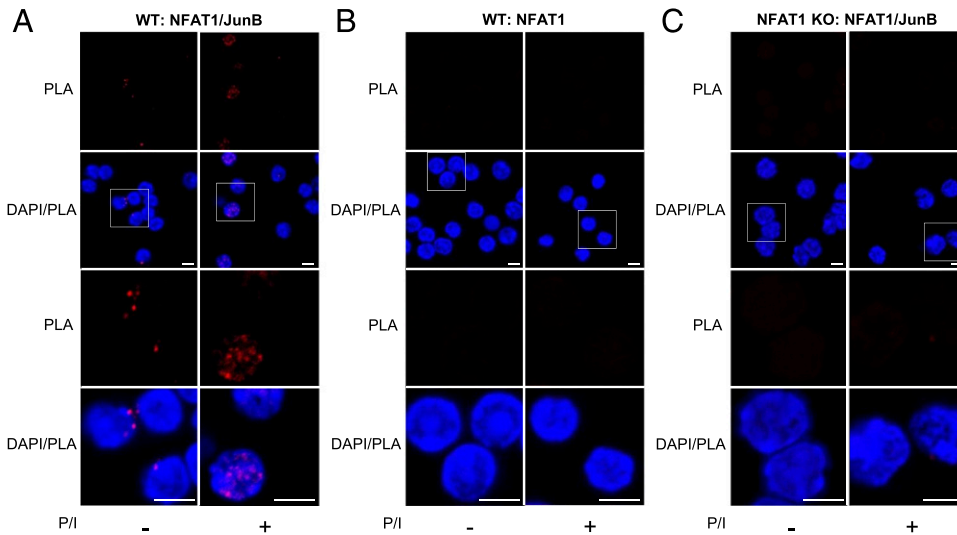 A
WT: NFAT1/JunB
PLA
DAPI/PLA
PLA
DAPI/PLA
P/I
-
+
B
WT: NFAT1
PLA
DAPI/PLA
PLA
DAPI/PLA
P/I
-
+
C
NFAT1 KO: NFAT1/JunB
PLA
DAPI/PLA
PLA
DAPI/PLA
P/I
-
+